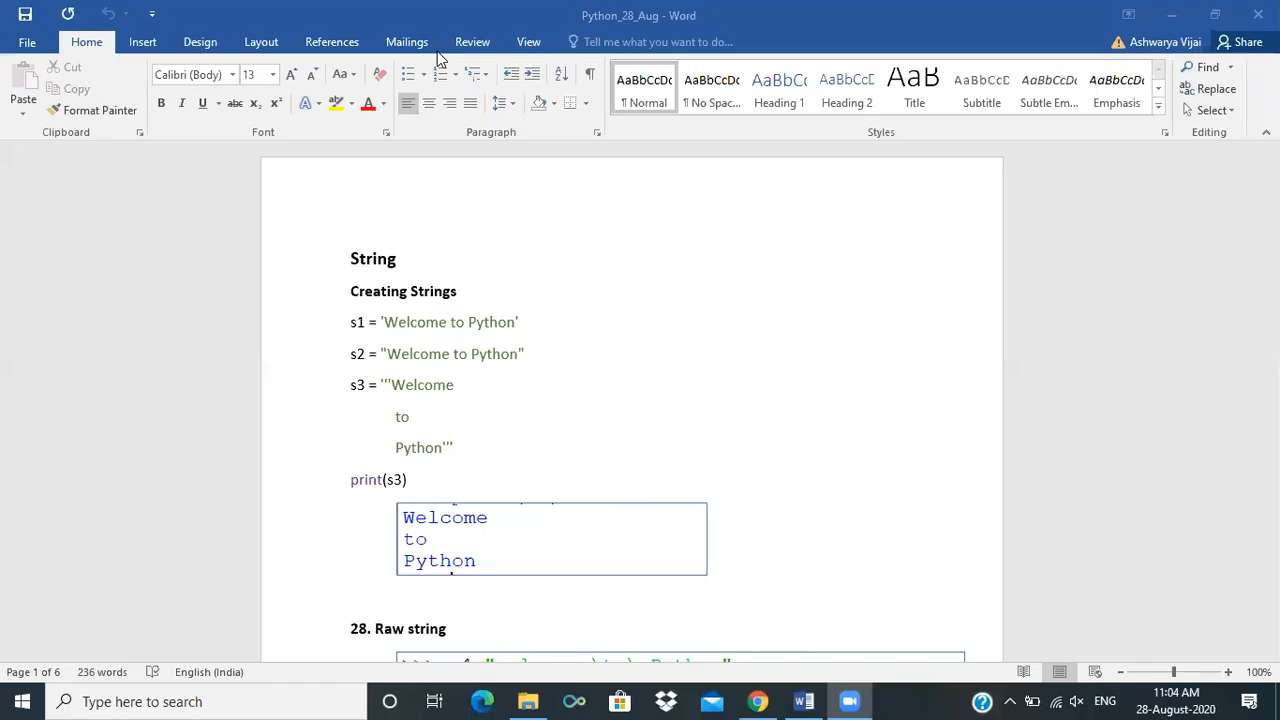 Python_28_Aug - Word
File Home Insert Design Layout References Mailings Review View Tell me what you want to do... Ashwarya Vijai Share
Paste Cut Copy Format Painter
Calibri (Body) 13 Aa
B I U abc x₂ x² A A
AaBbCcDc AaBbCcDc AaBbCc AaBbCcD AaB AaBbCcD AaBbCcDc AaBbCcDc
¶ Normal ¶ No Spac... Heading Heading 2 Title Subtitle Subtle Em... Emphasis
Find
Replace
Select
Clipboard Font Paragraph Styles Editing
String
Creating Strings
s1 = 'Welcome to Python'
s2 = "Welcome to Python"
s3 = '''Welcome
to
Python'''
print(s3)
Welcome
to
Python
28. Raw string
Page 1 of 6 236 words English (India) 100%
Type here to search
ENG
11:04 AM
28-August-2020